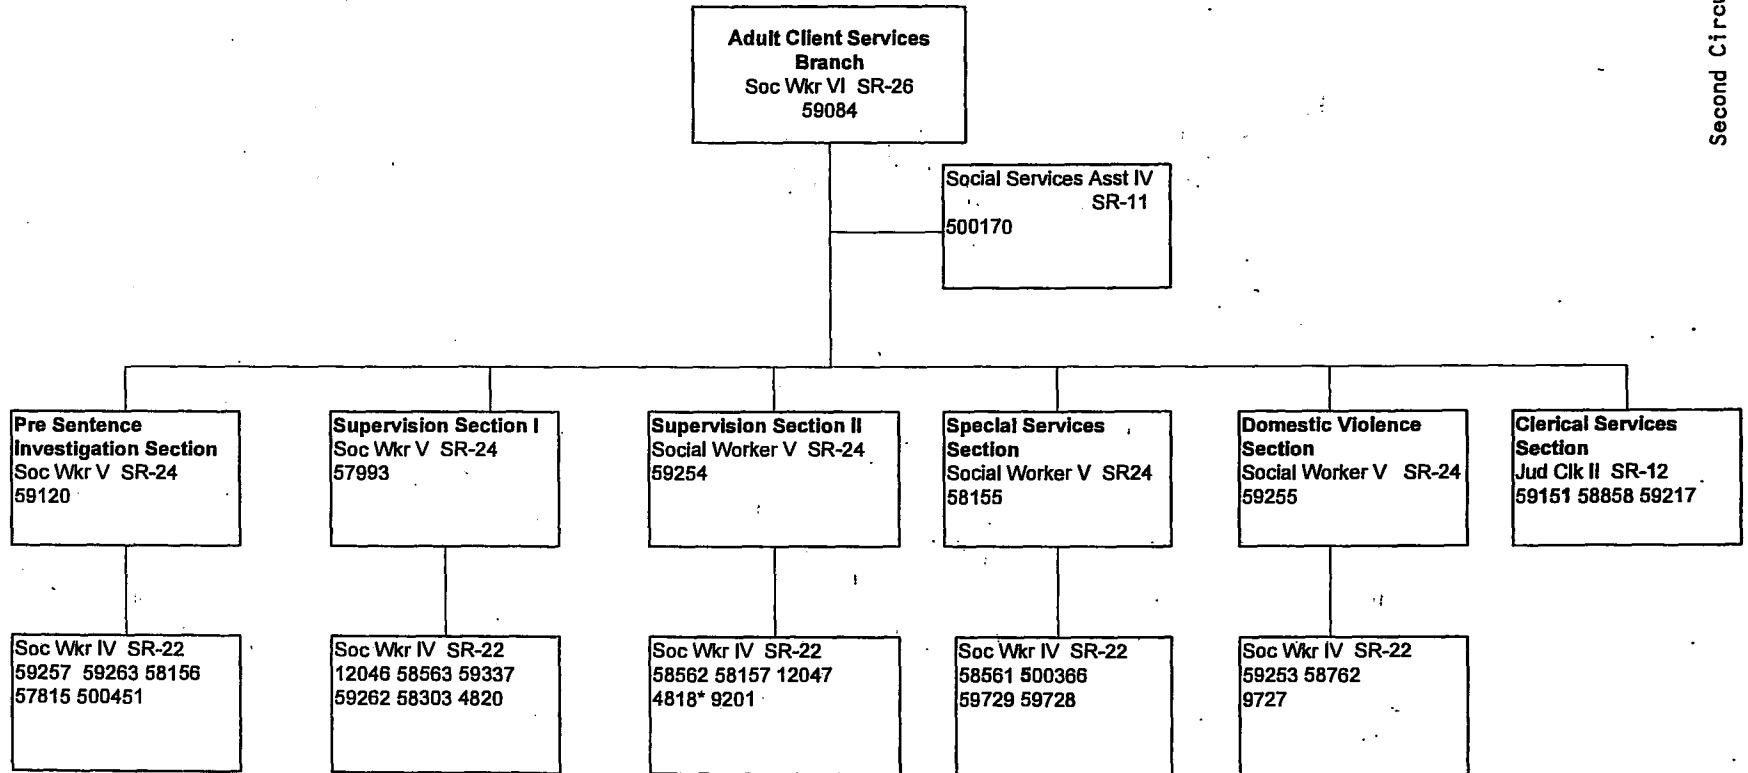 Second Circu
Adult Client Services
Branch
Soc Wkr VI SR-26
59084
Social Services Asst IV
SR-11
500170
Pre Sentence
Investigation Section
Soc Wkr V SR-24
59120
Supervision Section I
Soc Wkr V SR-24
57993
Supervision Section II
Social Worker V SR-24
59254
Special Services
Section
Social Worker V SR24
58155
Domestic Violence
Section
Social Worker V SR-24
59255
Clerical Services
Section
Jud Clk II SR-12
59151 58858 59217
Soc Wkr IV SR-22
59257 59263 58156
57815 500451
Soc Wkr IV SR-22
12046 58563 59337
59262 58303 4820
Soc Wkr IV SR-22
58562 58157 12047
4818* 9201
Soc Wkr IV SR-22
58561 500366
59729 59728
Soc Wkr IV SR-22
59253 58762
9727